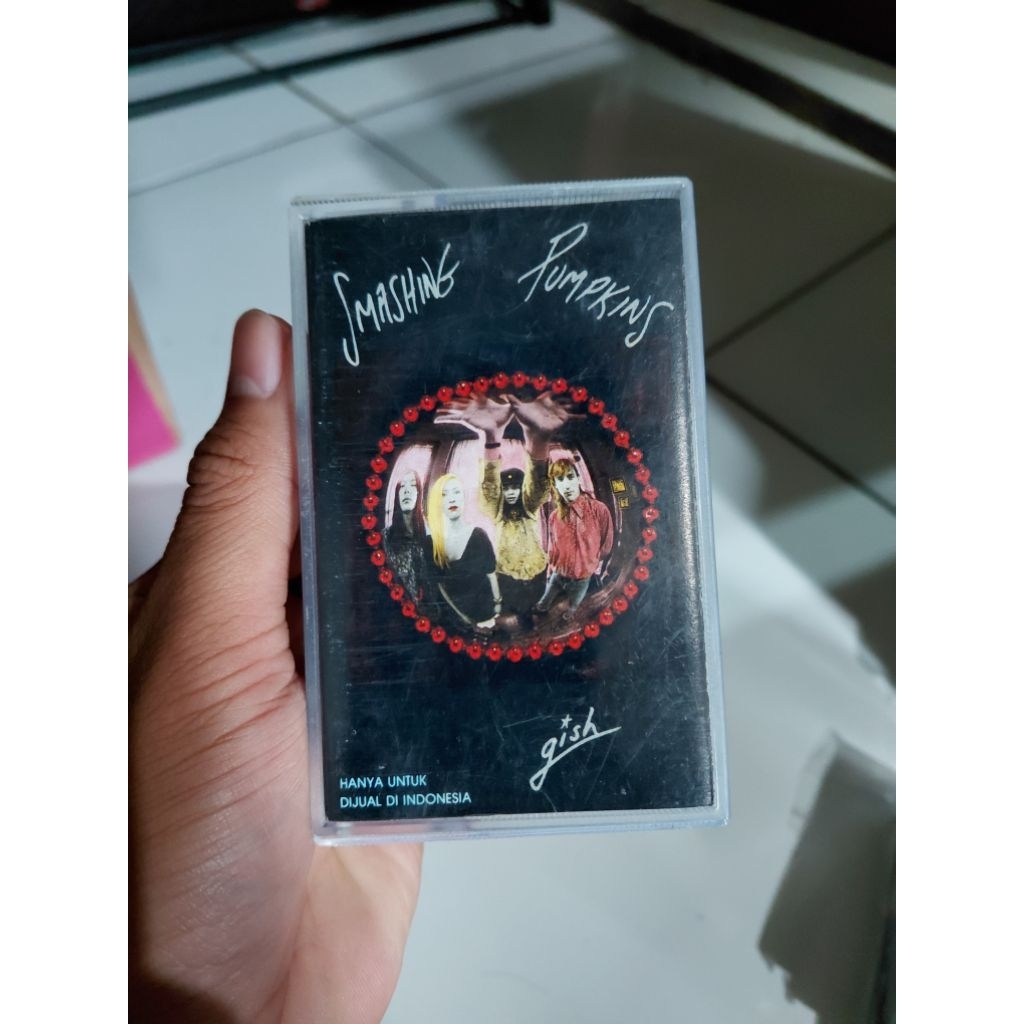 SMASHING PUMPKINS
gish
HANYA UNTUK
DIJUAL DI INDONESIA